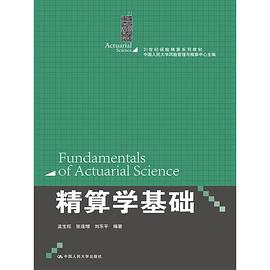 Actuarial
Science
21世纪保险精算系列教材
中国人民大学风险管理与精算中心主编
Fundamentals
of Actuarial Science
精算学基础
孟生旺 张连增 刘乐平 编著
中国人民大学出版社